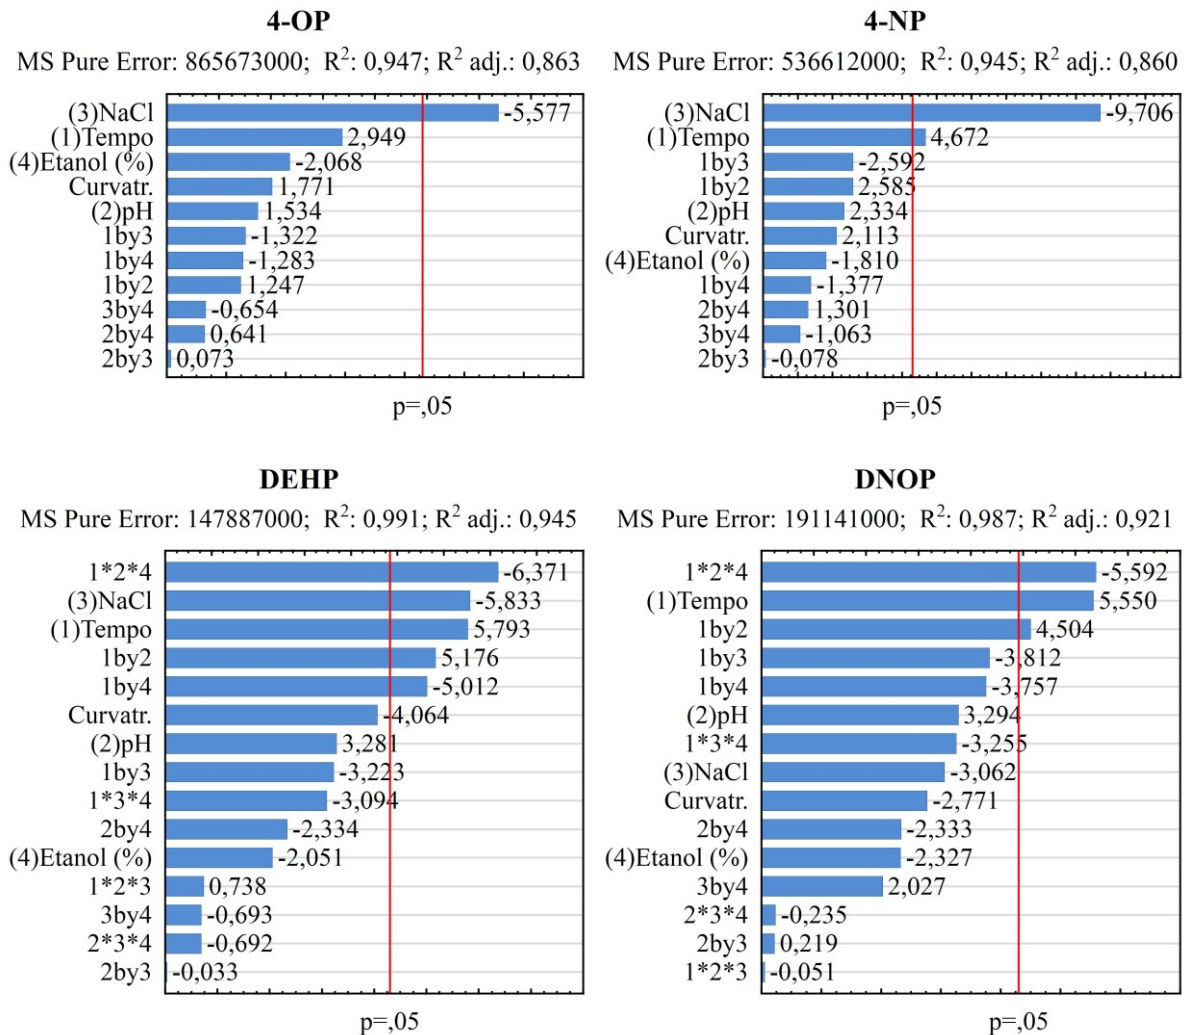 4-OP
MS Pure Error: 865673000; R²: 0,947; R² adj.: 0,863
(3)NaCl -5,577
(1)Tempo 2,949
(4)Etanol (%) -2,068
Curvatr. 1,771
(2)pH 1,534
1by3 -1,322
1by4 -1,283
1by2 1,247
3by4 -0,654
2by4 0,641
2by3 0,073
p=,05
4-NP
MS Pure Error: 536612000; R²: 0,945; R² adj.: 0,860
(3)NaCl -9,706
(1)Tempo 4,672
1by3 -2,592
1by2 2,585
(2)pH 2,334
Curvatr. 2,113
(4)Etanol (%) -1,810
1by4 -1,377
2by4 1,301
3by4 -1,063
2by3 -0,078
p=,05
DEHP
MS Pure Error: 147887000; R²: 0,991; R² adj.: 0,945
1*2*4 -6,371
(3)NaCl -5,833
(1)Tempo 5,793
1by2 5,176
1by4 -5,012
Curvatr. -4,064
(2)pH 3,281
1by3 -3,223
1*3*4 -3,094
2by4 -2,334
(4)Etanol (%) -2,051
1*2*3 0,738
3by4 -0,693
2*3*4 -0,692
2by3 -0,033
p=,05
DNOP
MS Pure Error: 191141000; R²: 0,987; R² adj.: 0,921
1*2*4 -5,592
(1)Tempo 5,550
1by2 4,504
1by3 -3,812
1by4 -3,757
(2)pH 3,294
1*3*4 -3,255
(3)NaCl -3,062
Curvatr. -2,771
2by4 -2,333
(4)Etanol (%) -2,327
3by4 2,027
2*3*4 -0,235
2by3 0,219
1*2*3 -0,051
p=,05